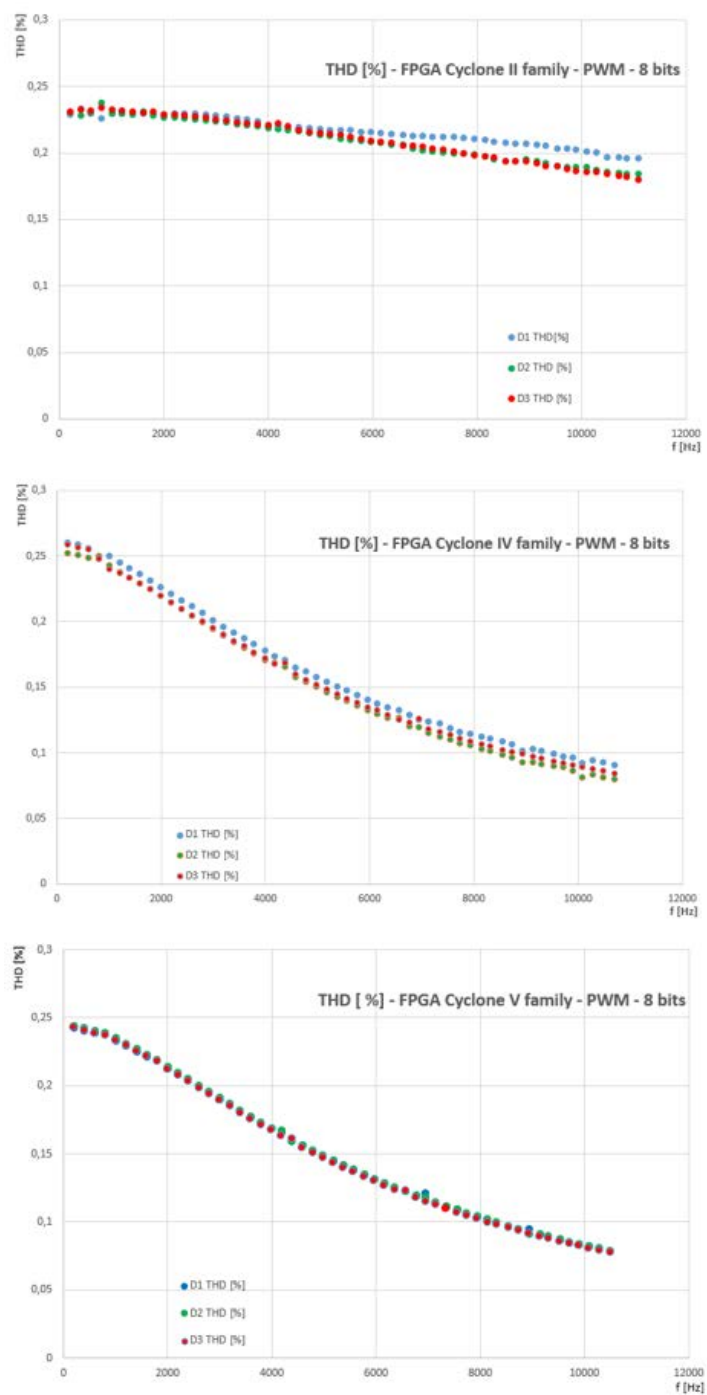 THD [%]
0,3
THD [%] - FPGA Cyclone II family - PWM - 8 bits
0,25
0,2
0,15
0,1
D1 THD[%]
0,05
D2 THD [%]
D3 THD [%]
0
0 2000 4000 6000 8000 10000 12000
f [Hz]
THD [%]
0,3
THD [%] - FPGA Cyclone IV family - PWM - 8 bits
0,25
0,2
0,15
0,1
0,05
D1 THD [%]
D2 THD [%]
D3 THD [%]
0
0 2000 4000 6000 8000 10000 12000
f [Hz]
THD [%]
0,3
THD [ %] - FPGA Cyclone V family - PWM - 8 bits
0,25
0,2
0,15
0,1
0,05
D1 THD [%]
D2 THD [%]
D3 THD [%]
0
0 2000 4000 6000 8000 10000 12000
f [Hz]